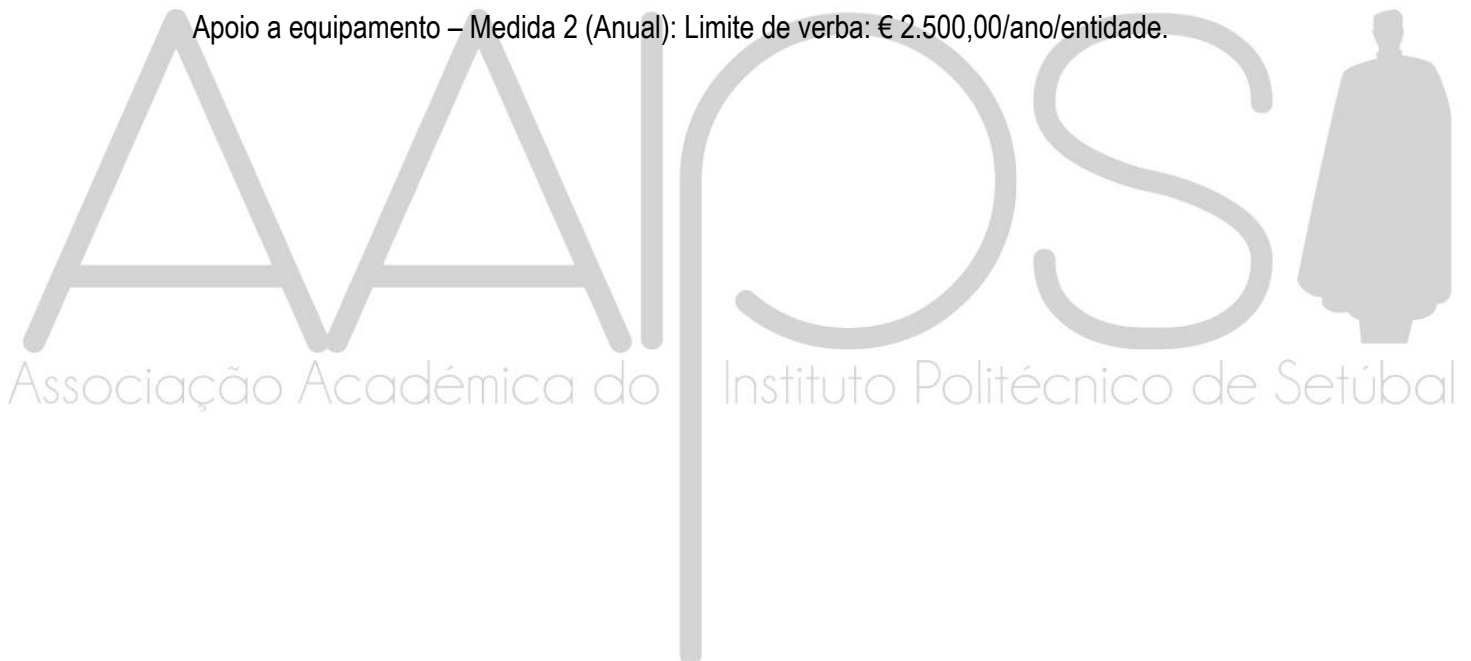 Apoio a equipamento – Medida 2 (Anual): Limite de verba: € 2.500,00/ano/entidade.
AAIPS
Associação Académica do Instituto Politécnico de Setúbal